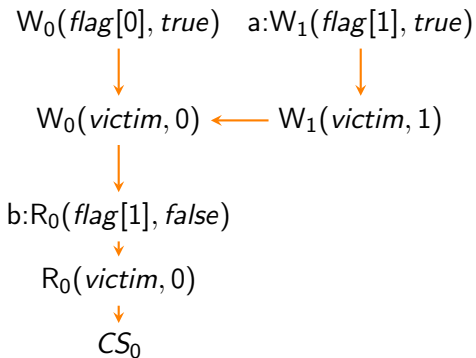 W₀(flag[0], true) a:W₁(flag[1], true)
W₀(victim, 0) W₁(victim, 1)
b:R₀(flag[1], false)
R₀(victim, 0)
CS₀